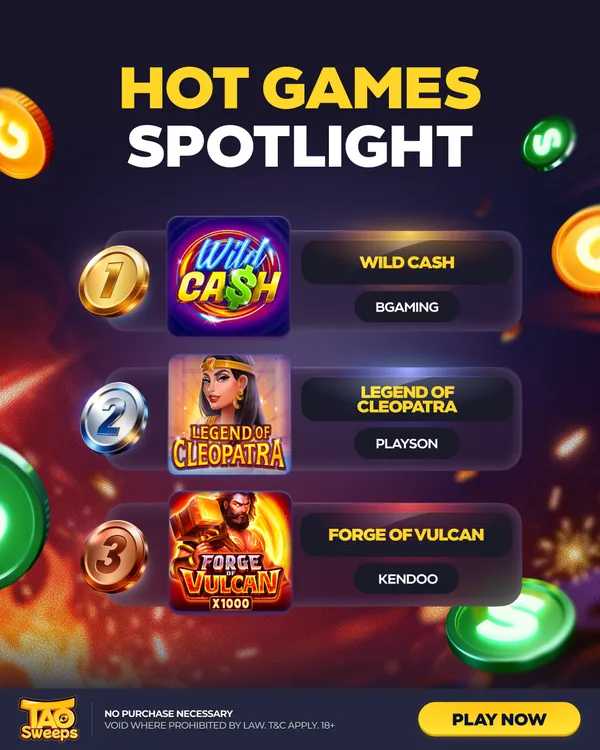 HOT GAMES
SPOTLIGHT
1
Wild
CA$H
WILD CASH
BGAMING
2
LEGEND OF
CLEOPATRA
LEGEND OF
CLEOPATRA
PLAYSON
3
FORGE
OF
VULCAN
X1000
FORGE OF VULCAN
KENDOO
TAO
Sweeps
NO PURCHASE NECESSARY
VOID WHERE PROHIBITED BY LAW. T&C APPLY. 18+
PLAY NOW